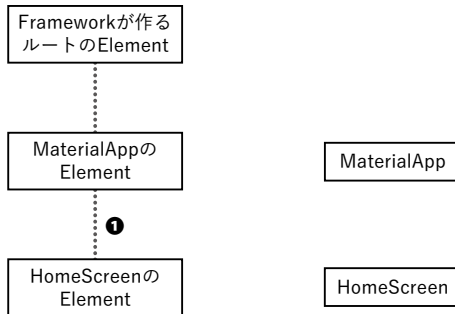 Frameworkが作る
ルートのElement
MaterialAppの
Element
MaterialApp
❶
HomeScreenの
Element
HomeScreen